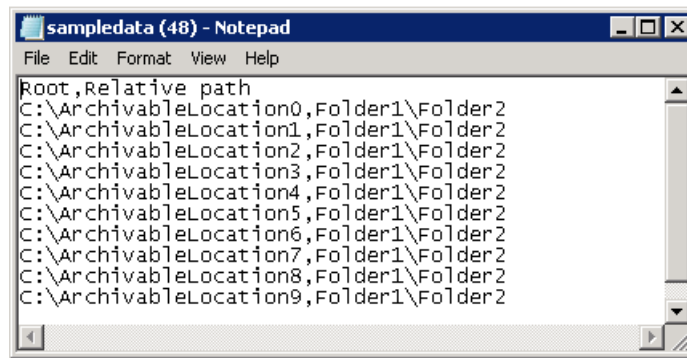 sampledata (48) - Notepad
File Edit Format View Help
Root,Relative path
C:\ArchivableLocation0,Folder1\Folder2
C:\ArchivableLocation1,Folder1\Folder2
C:\ArchivableLocation2,Folder1\Folder2
C:\ArchivableLocation3,Folder1\Folder2
C:\ArchivableLocation4,Folder1\Folder2
C:\ArchivableLocation5,Folder1\Folder2
C:\ArchivableLocation6,Folder1\Folder2
C:\ArchivableLocation7,Folder1\Folder2
C:\ArchivableLocation8,Folder1\Folder2
C:\ArchivableLocation9,Folder1\Folder2